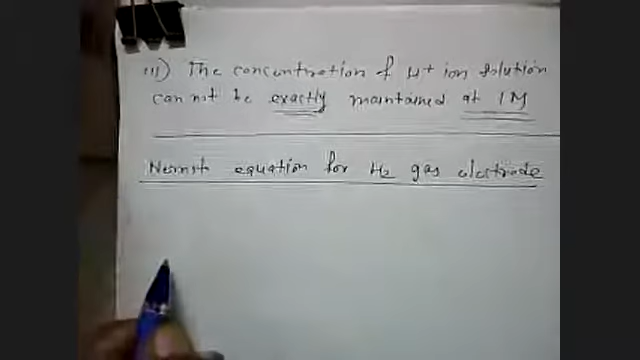 III) The concentration of H+ ion solution
can not be exactly maintained at 1M
Nernst equation for H2 gas electrode